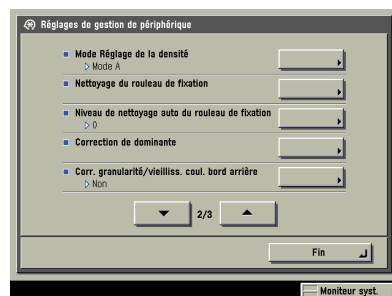 Réglages de gestion de périphérique
Mode Réglage de la densité
Mode A
Nettoyage du rouleau de fixation
Niveau de nettoyage auto du rouleau de fixation
0
Correction de dominante
Corr. granularité/vieilliss. coul. bord arrière
Non
2/3
Fin
Moniteur syst.